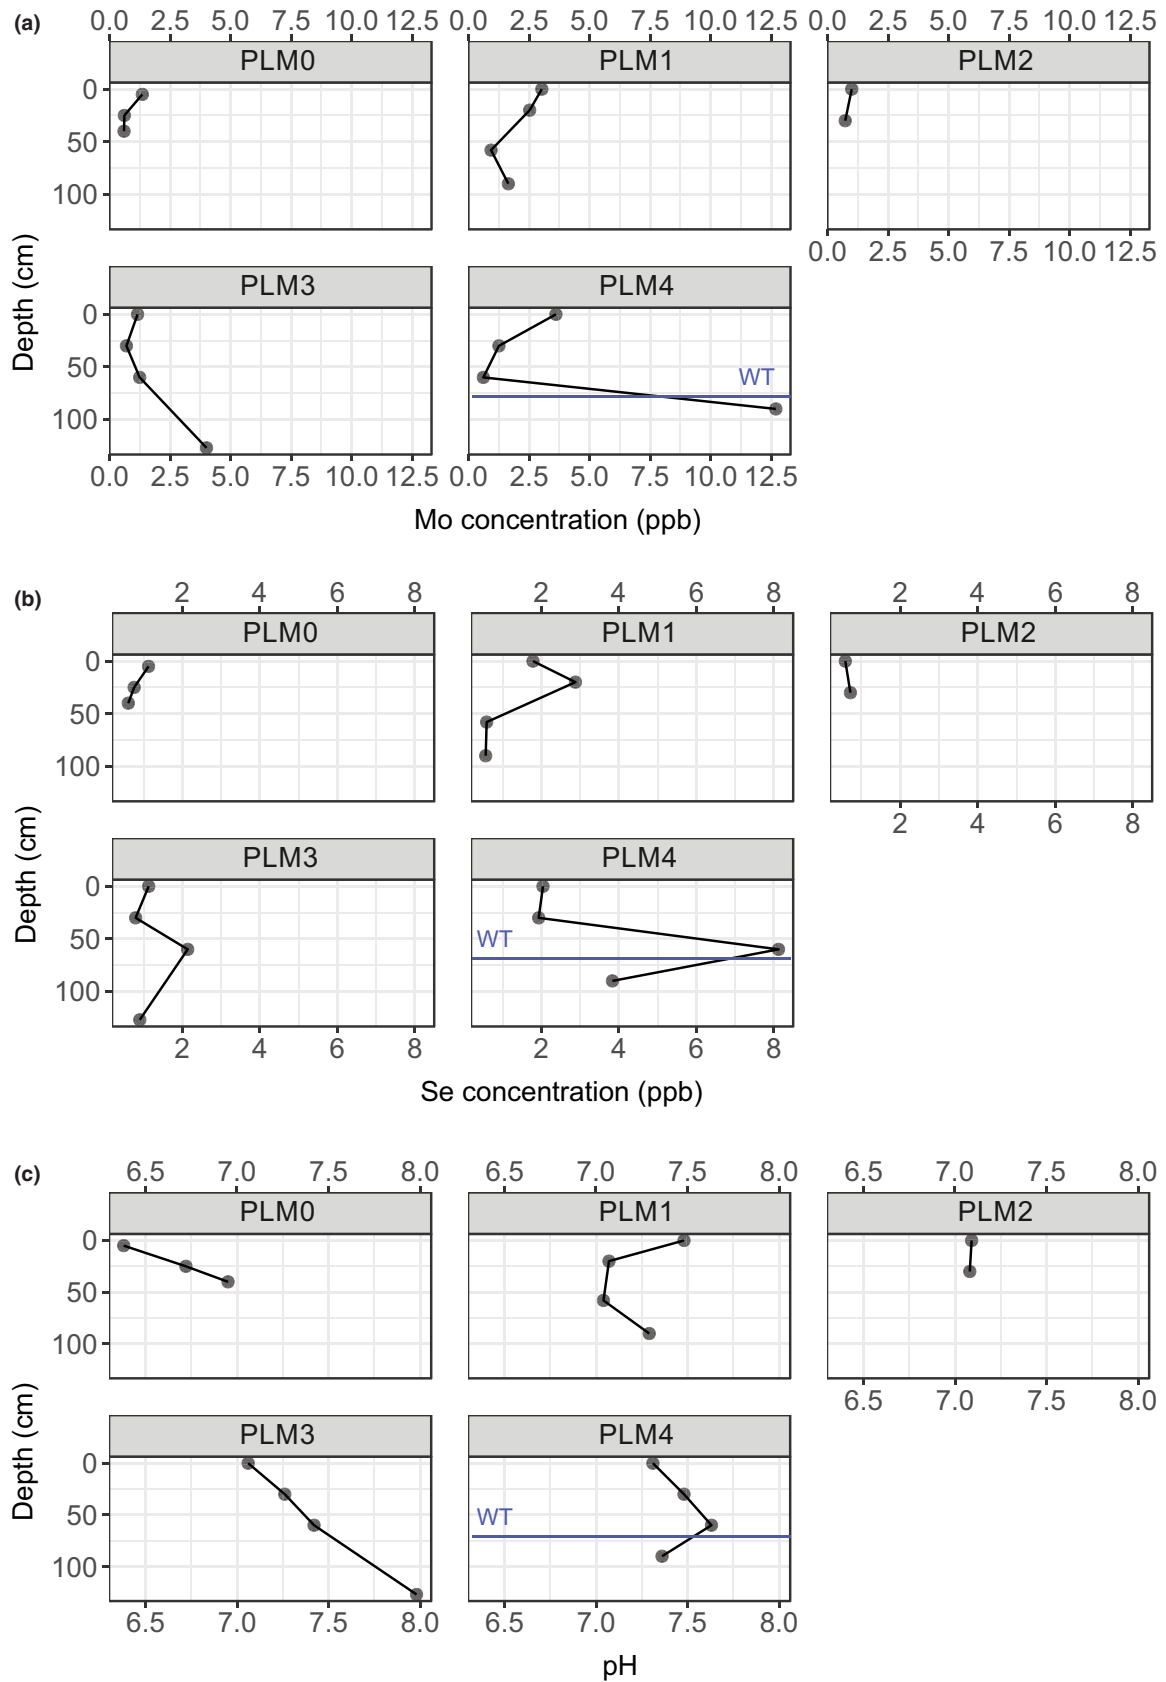 (a)
0.0 2.5 5.0 7.5 10.0 12.5 0.0 2.5 5.0 7.5 10.0 12.5 0.0 2.5 5.0 7.5 10.0 12.5
PLM0 PLM1 PLM2
0
50
100
0.0 2.5 5.0 7.5 10.0 12.5
Depth (cm)
PLM3 PLM4
0
50
100
WT
0.0 2.5 5.0 7.5 10.0 12.5 0.0 2.5 5.0 7.5 10.0 12.5
Mo concentration (ppb)
(b)
2 4 6 8 2 4 6 8 2 4 6 8
PLM0 PLM1 PLM2
0
50
100
2 4 6 8
Depth (cm)
PLM3 PLM4
0
50
100
WT
2 4 6 8 2 4 6 8
Se concentration (ppb)
(c)
6.5 7.0 7.5 8.0 6.5 7.0 7.5 8.0 6.5 7.0 7.5 8.0
PLM0 PLM1 PLM2
0
50
100
6.5 7.0 7.5 8.0
Depth (cm)
PLM3 PLM4
0
50
100
WT
6.5 7.0 7.5 8.0 6.5 7.0 7.5 8.0
pH